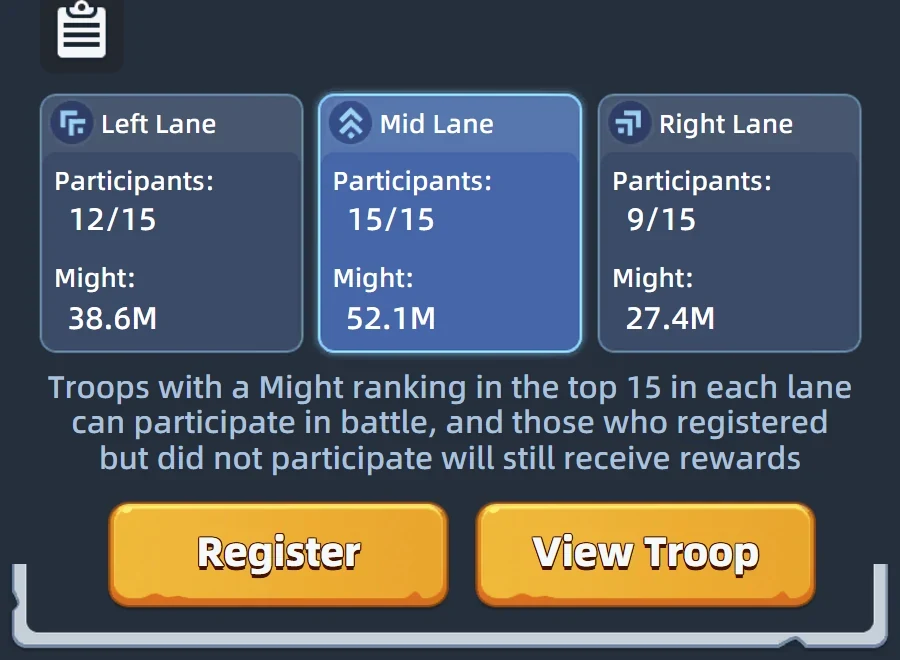 Left Lane
Participants:
12/15
Might:
38.6M
Mid Lane
Participants:
15/15
Might:
52.1M
Right Lane
Participants:
9/15
Might:
27.4M
Troops with a Might ranking in the top 15 in each lane
can participate in battle, and those who registered
but did not participate will still receive rewards
Register
View Troop